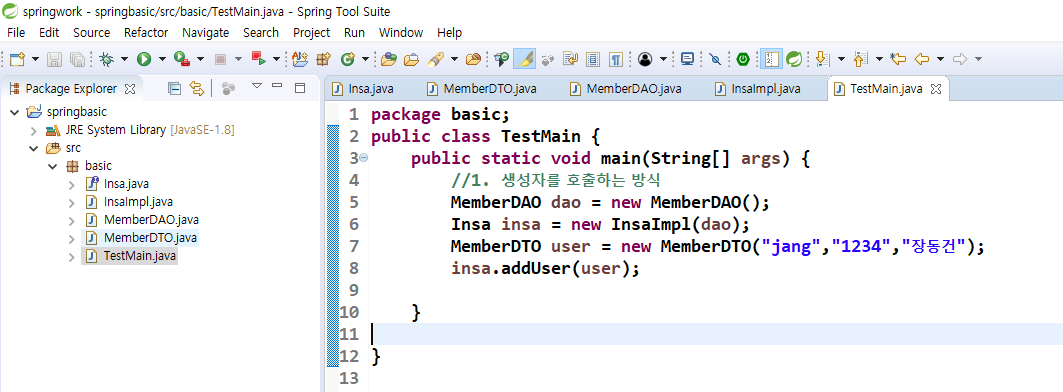 springwork - springbasic/src/basic/TestMain.java - Spring Tool Suite
File Edit Source Refactor Navigate Search Project Run Window Help
Package Explorer
springbasic
JRE System Library [JavaSE-1.8]
src
basic
Insa.java
InsaImpl.java
MemberDAO.java
MemberDTO.java
TestMain.java
Insa.java MemberDTO.java MemberDAO.java InsaImpl.java TestMain.java
1 package basic;
2 public class TestMain {
3 public static void main(String[] args) {
4 //1. 생성자를 호출하는 방식
5 MemberDAO dao = new MemberDAO();
6 Insa insa = new InsaImpl(dao);
7 MemberDTO user = new MemberDTO("jang","1234","장동건");
8 insa.addUser(user);
9
10 }
11
12 }
13